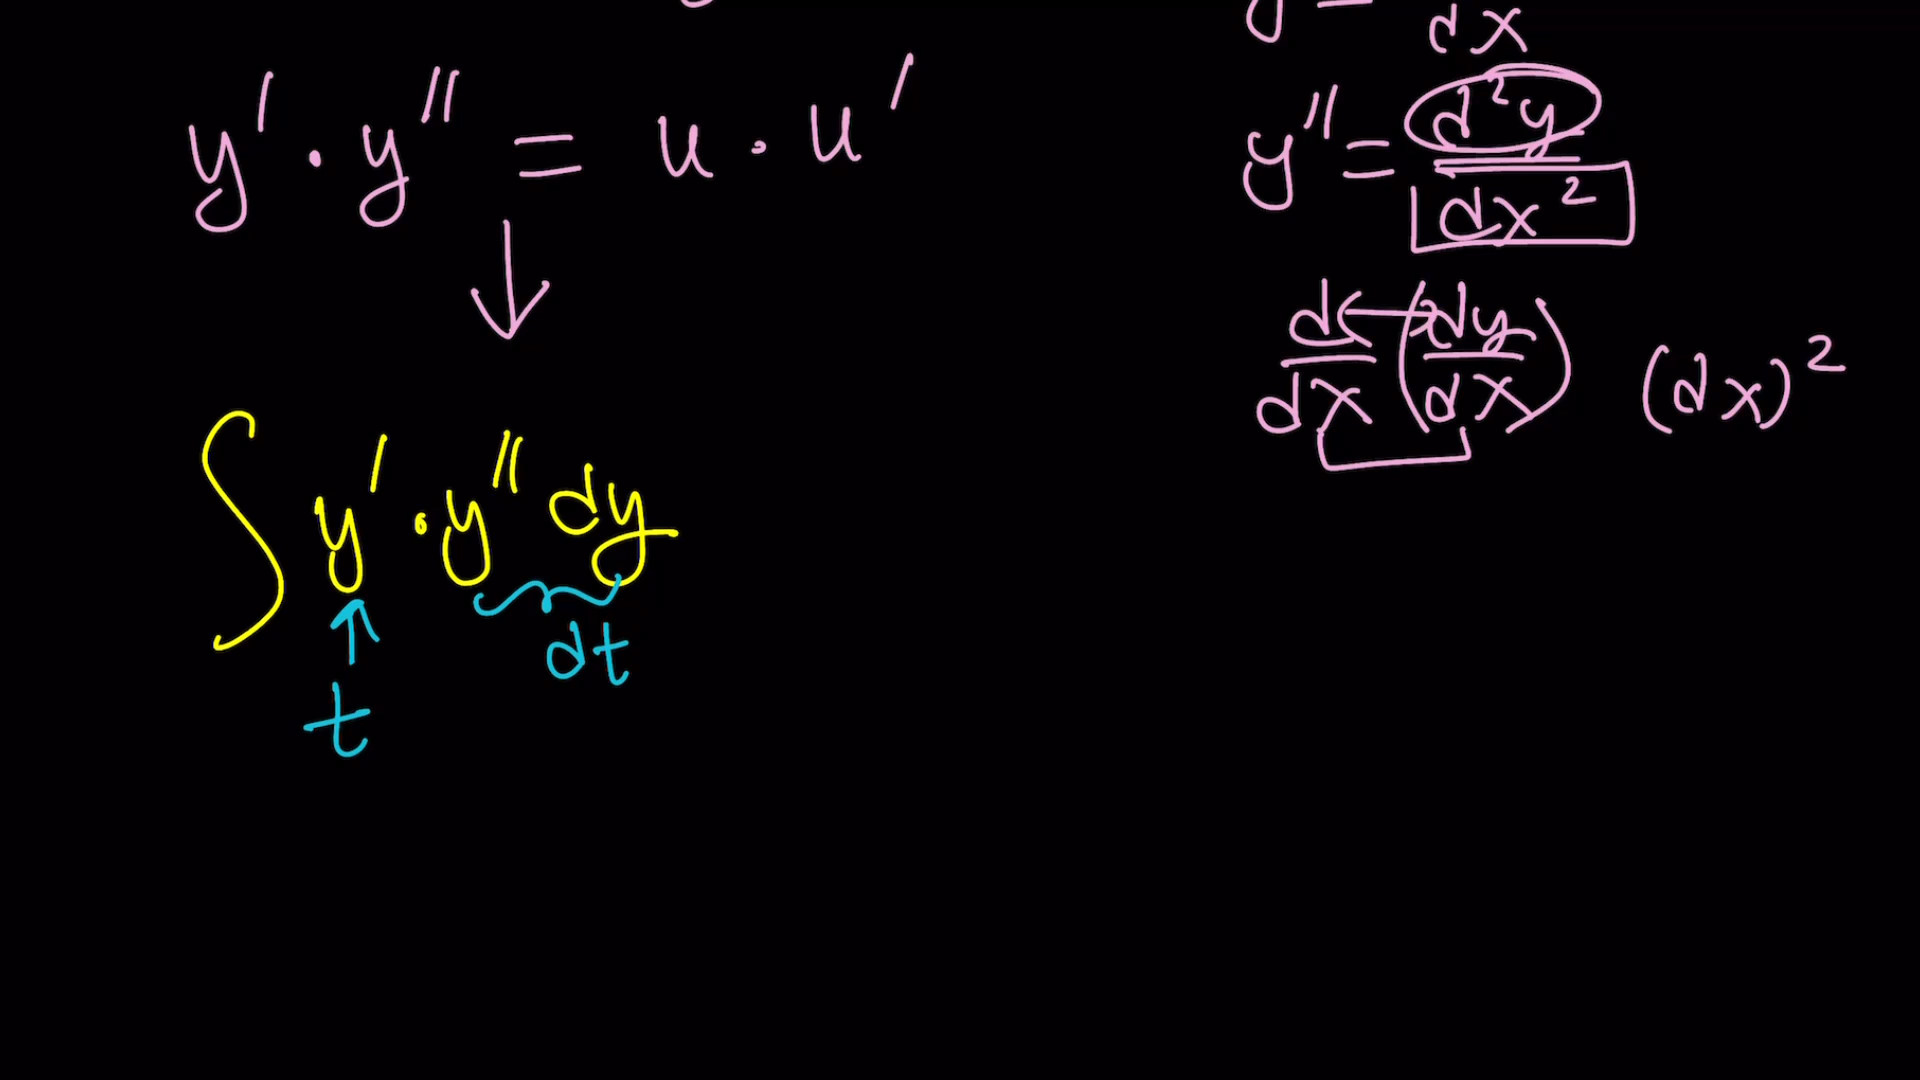 y' · y'' = u · u'
∫ y' · y'' dy
dt
t
dx
y'' = d²y / dx²
d/dx (dy/dx) (dx)²